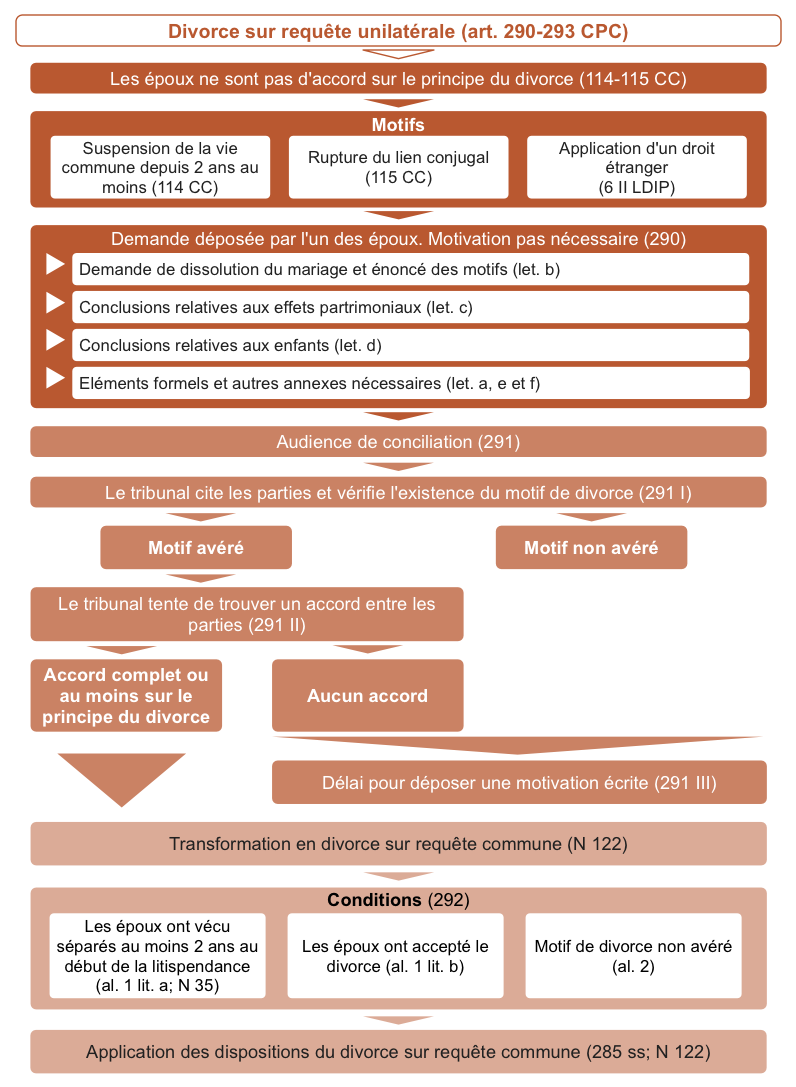 Divorce sur requête unilatérale (art. 290-293 CPC)
Les époux ne sont pas d'accord sur le principe du divorce (114-115 CC)
Motifs
Suspension de la vie
commune depuis 2 ans au
moins (114 CC)
Rupture du lien conjugal
(115 CC)
Application d'un droit
étranger
(6 II LDIP)
Demande déposée par l'un des époux. Motivation pas nécessaire (290)
Demande de dissolution du mariage et énoncé des motifs (let. b)
Conclusions relatives aux effets partrimoniaux (let. c)
Conclusions relatives aux enfants (let. d)
Eléments formels et autres annexes nécessaires (let. a, e et f)
Audience de conciliation (291)
Le tribunal cite les parties et vérifie l'existence du motif de divorce (291 I)
Motif avéré
Motif non avéré
Le tribunal tente de trouver un accord entre les
parties (291 II)
Accord complet ou
au moins sur le
principe du divorce
Aucun accord
Délai pour déposer une motivation écrite (291 III)
Transformation en divorce sur requête commune (N 122)
Conditions (292)
Les époux ont vécu
séparés au moins 2 ans au
début de la litispendance
(al. 1 lit. a; N 35)
Les époux ont accepté le
divorce (al. 1 lit. b)
Motif de divorce non avéré
(al. 2)
Application des dispositions du divorce sur requête commune (285 ss; N 122)